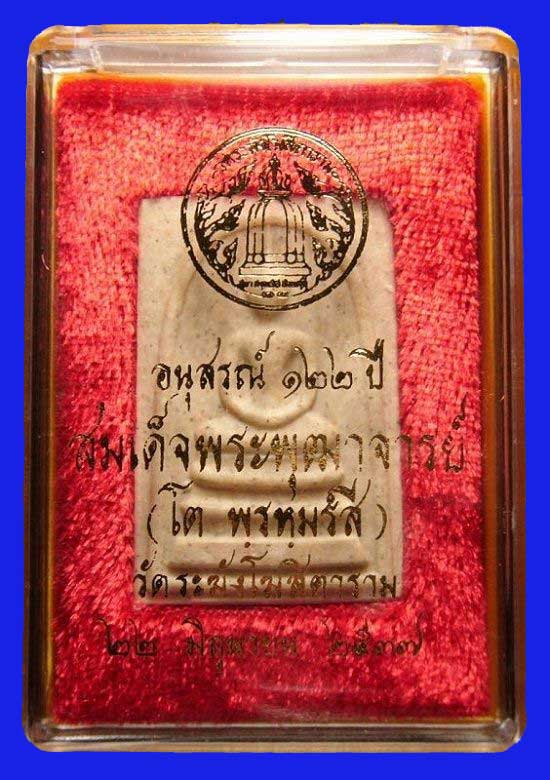 อนุสรณ์ ๑๒๒ ปี
สมเด็จพระพุฒาจารย์
(โต พฺรหฺมรํสี)
วัดระฆังโฆสิตาราม
๒๒ มิถุนายน ๒๕๓๗